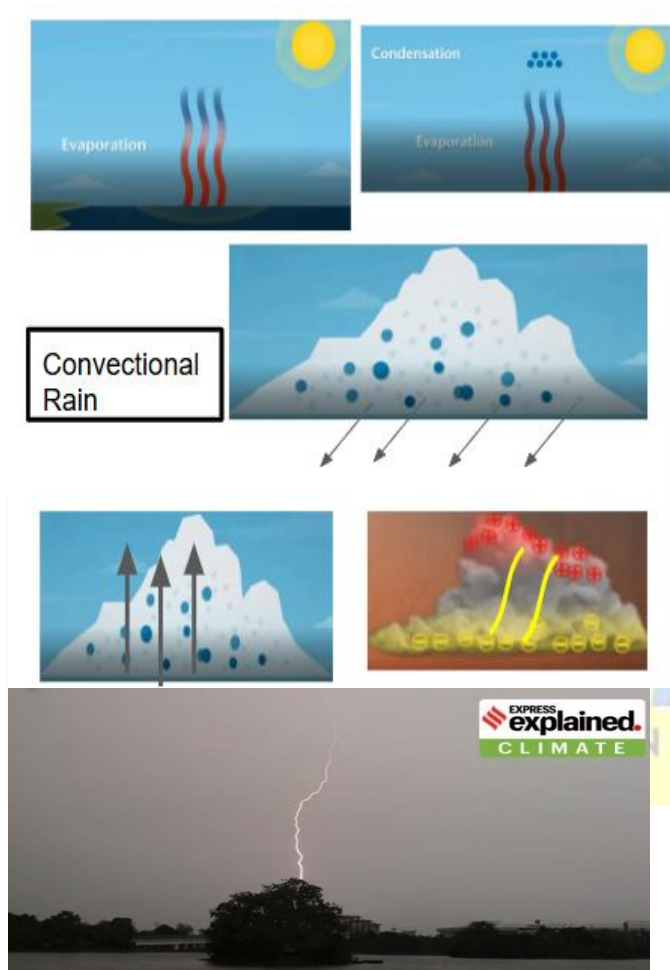 Evaporation
Condensation
Evaporation
Convectional
Rain
EXPRESS
explained.
CLIMATE